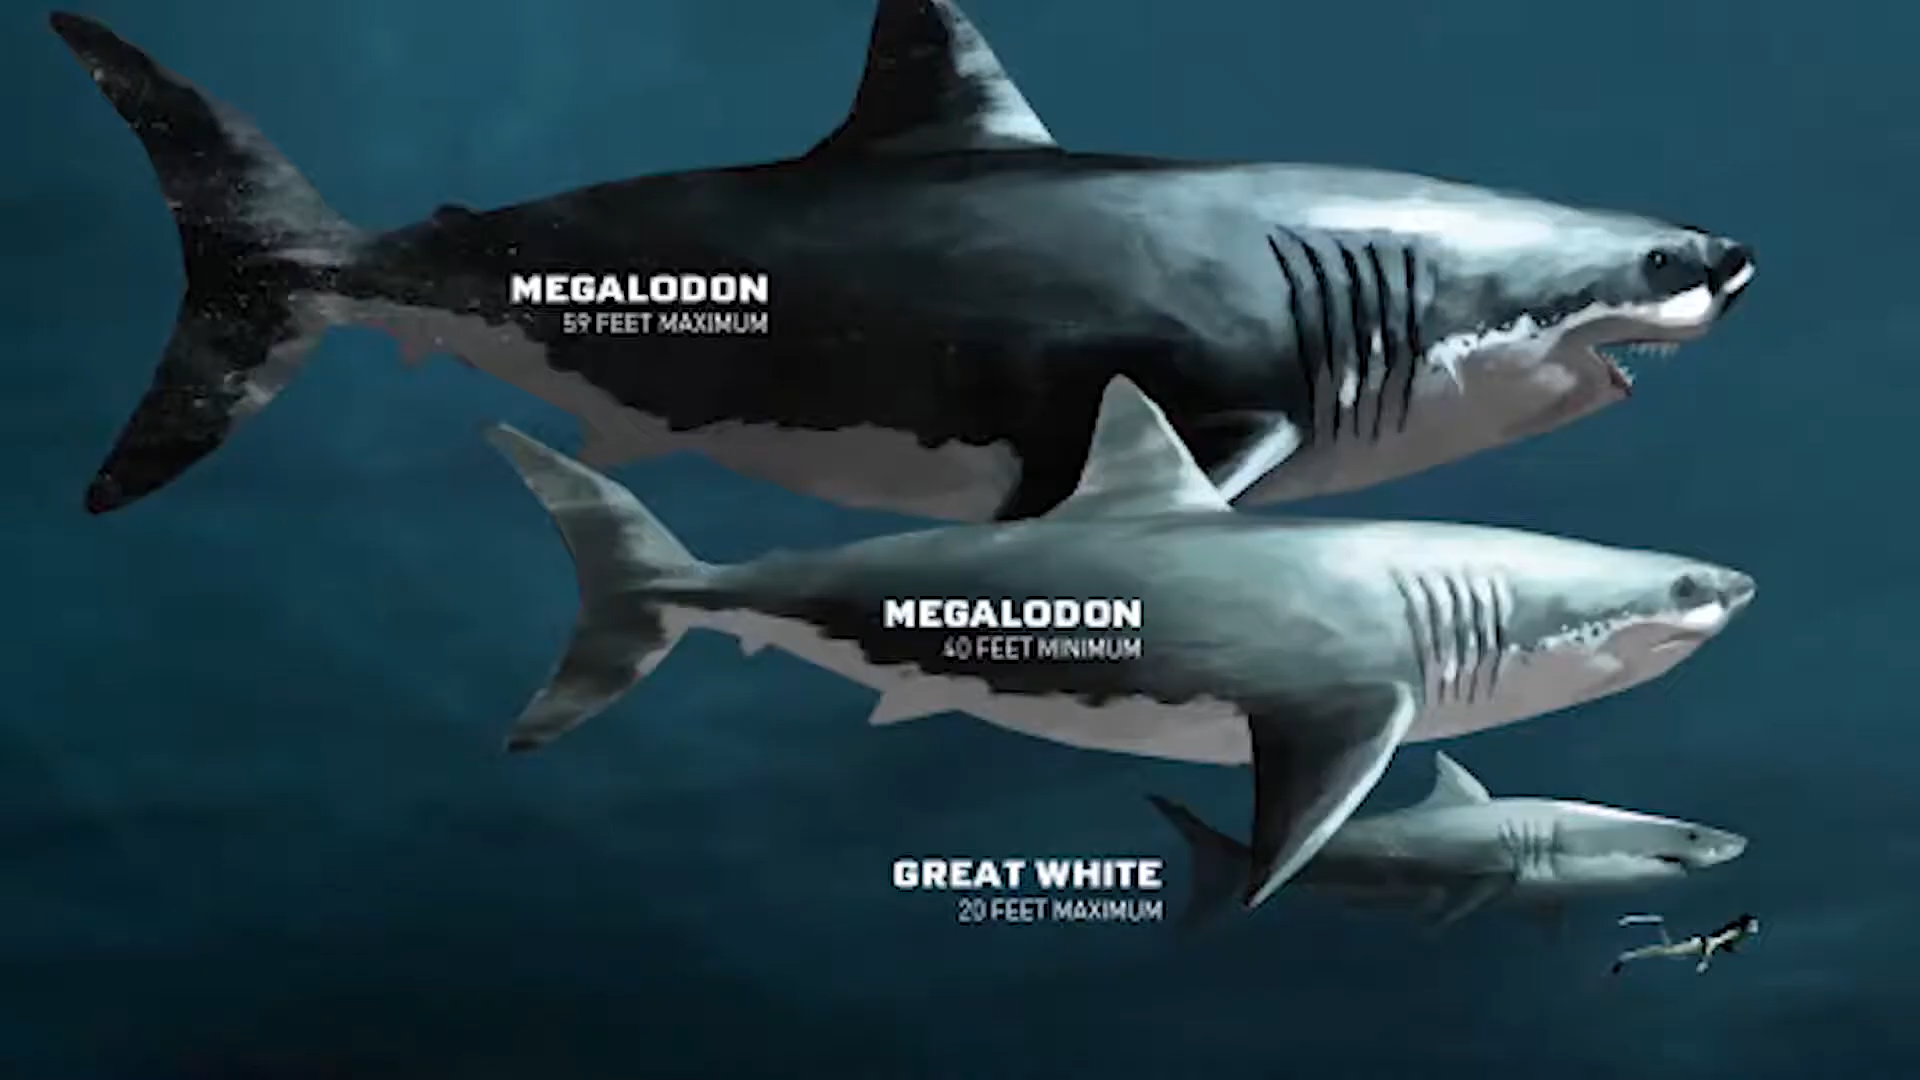 MEGALODON
59 FEET MAXIMUM
MEGALODON
40 FEET MINIMUM
GREAT WHITE
20 FEET MAXIMUM